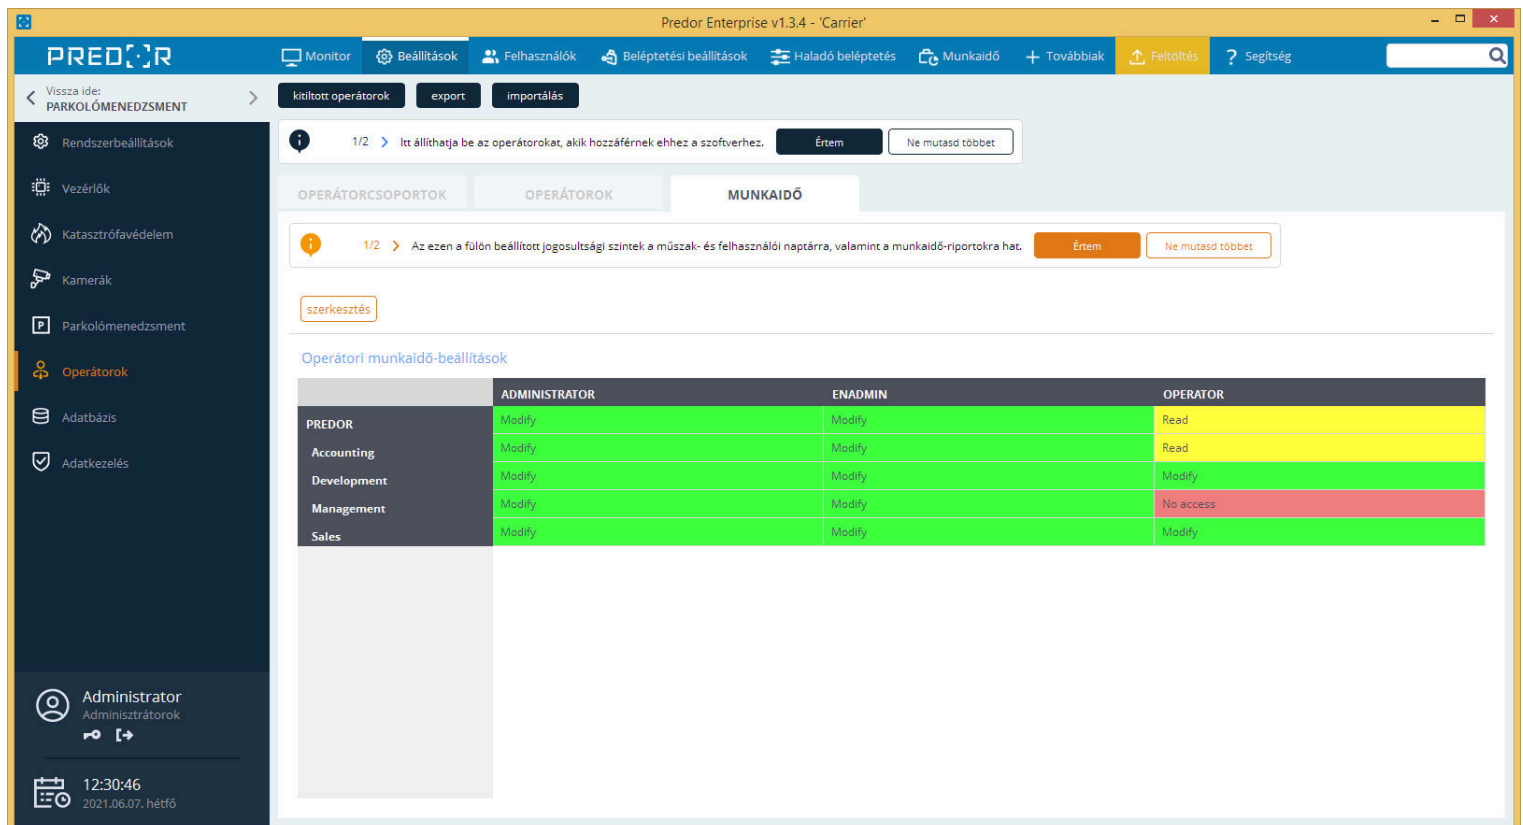 Predor Enterprise v1.3.4 - 'Carrier'
PREDOR
Monitor
Beállítások
Felhasználók
Beléptetési beállítások
Haladó beléptetés
Munkaidő
Továbbiak
Feltöltés
Segítség
Vissza ide:
PARKOLÓMENEDZSMENT
kitiltott operátorok
export
importálás
Rendszerbeállítások
Vezérlők
Katasztrófavédelem
Kamerák
Parkolómenedzsment
Operátorok
Adatbázis
Adatkezelés
1/2 Itt állíthatja be az operátorokat, akik hozzáférnek ehhez a szoftverhez. Értem Ne mutasd többet
OPERÁTORCSOPORTOK OPERÁTOROK MUNKAIDŐ
1/2 Az ezen a fülön beállított jogosultsági szintek a műszak- és felhasználói naptárra, valamint a munkaidő-riportokra hat. Értem Ne mutasd többet
szerkesztés
Operátori munkaidő-beállítások
ADMINISTRATOR ENADMIN OPERATOR
PREDOR Modify Modify Read
Accounting Modify Modify Read
Development Modify Modify Modify
Management Modify Modify No access
Sales Modify Modify Modify
Administrator
Adminisztrátorok
12:30:46
2021.06.07. hétfő